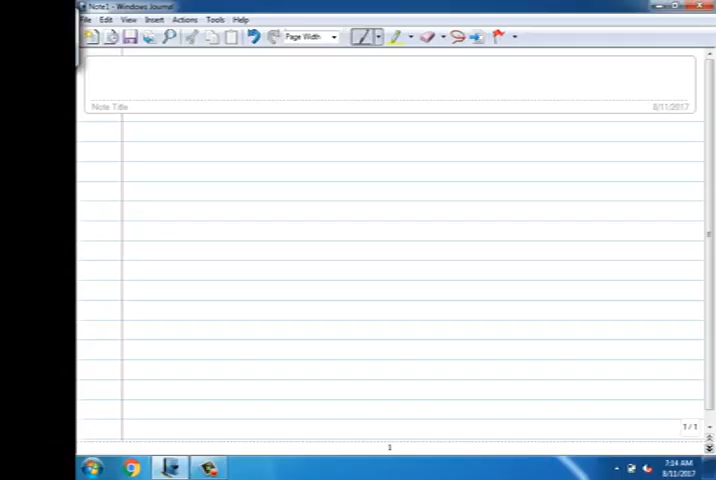 Note1 - Windows Journal
File Edit View Insert Actions Tools Help
Page Width
Note Title
8/11/2017
1/1
1
7:14 AM
8/11/2017